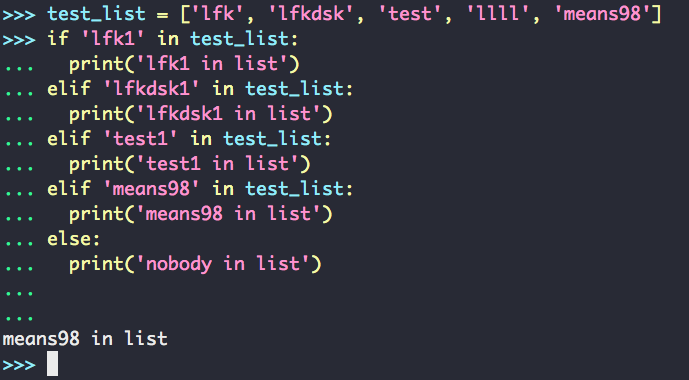 >>> test_list = ['lfk', 'lfkdsk', 'test', 'llll', 'means98']
>>> if 'lfk1' in test_list:
...   print('lfk1 in list')
... elif 'lfkdsk1' in test_list:
...   print('lfkdsk1 in list')
... elif 'test1' in test_list:
...   print('test1 in list')
... elif 'means98' in test_list:
...   print('means98 in list')
... else:
...   print('nobody in list')
...
...
means98 in list
>>>